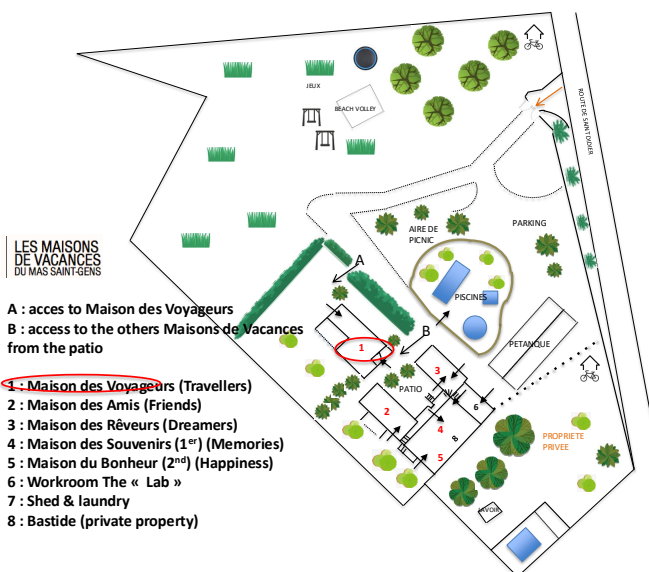 JEUX
BEACH VOLLEY
ROUTE DE SAINT DIDIER
AIRE DE
PICNIC
PARKING
LES MAISONS
DE VACANCES
DU MAS SAINT-GENS
A
PISCINES
A : acces to Maison des Voyageurs
B : access to the others Maisons de Vacances
from the patio
B
PETANQUE
1
3
1 : Maison des Voyageurs (Travellers)
2 : Maison des Amis (Friends)
3 : Maison des Rêveurs (Dreamers)
4 : Maison des Souvenirs (1er) (Memories)
5 : Maison du Bonheur (2nd) (Happiness)
6 : Workroom The « Lab »
7 : Shed & laundry
8 : Bastide (private property)
PATIO
6
2
4
8
5
PROPRIETE
PRIVEE
LAVOIR